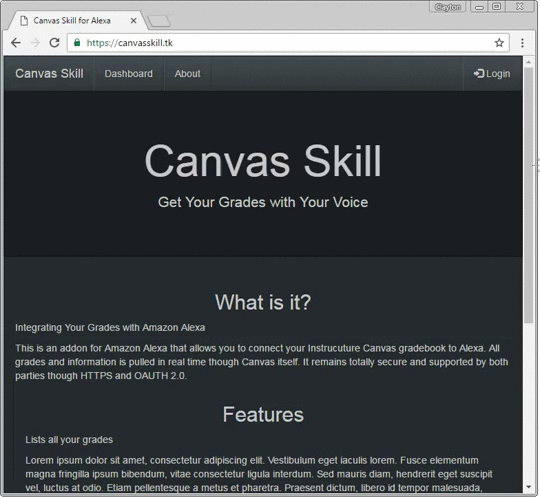 Clayton
Canvas Skill for Alexa
https://canvasskill.tk
Canvas Skill Dashboard About Login
Canvas Skill
Get Your Grades with Your Voice
What is it?
Integrating Your Grades with Amazon Alexa
This is an addon for Amazon Alexa that allows you to connect your Instrucuture Canvas gradebook to Alexa. All
grades and information is pulled in real time though Canvas itself. It remains totally secure and supported by both
parties though HTTPS and OAUTH 2.0.
Features
Lists all your grades
Lorem ipsum dolor sit amet, consectetur adipiscing elit. Vestibulum eget iaculis lorem. Fusce elementum
magna fringilla ipsum bibendum, vitae consectetur ligula interdum. Sed mauris diam, hendrerit eget suscipit
vel, luctus at odio. Etiam pellentesque a metus et pharetra. Praesent dictum, libero id tempor malesuada,